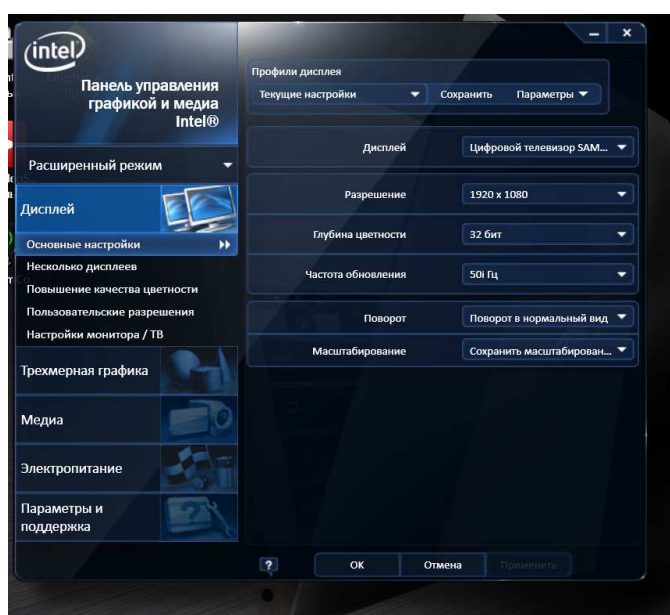 intel
Панель управления
графикой и медиа
Intel®
Расширенный режим
Дисплей
Основные настройки
Несколько дисплеев
Повышение качества цветности
Пользовательские разрешения
Настройки монитора / ТВ
Трехмерная графика
Медиа
Электропитание
Параметры и
поддержка
Профили дисплея
Текущие настройки
Сохранить
Параметры
Дисплей
Цифровой телевизор SAM...
Разрешение
1920 x 1080
Глубина цветности
32 бит
Частота обновления
50i Гц
Поворот
Поворот в нормальный вид
Масштабирование
Сохранить масштабирован...
?
ОК
Отмена
Применить